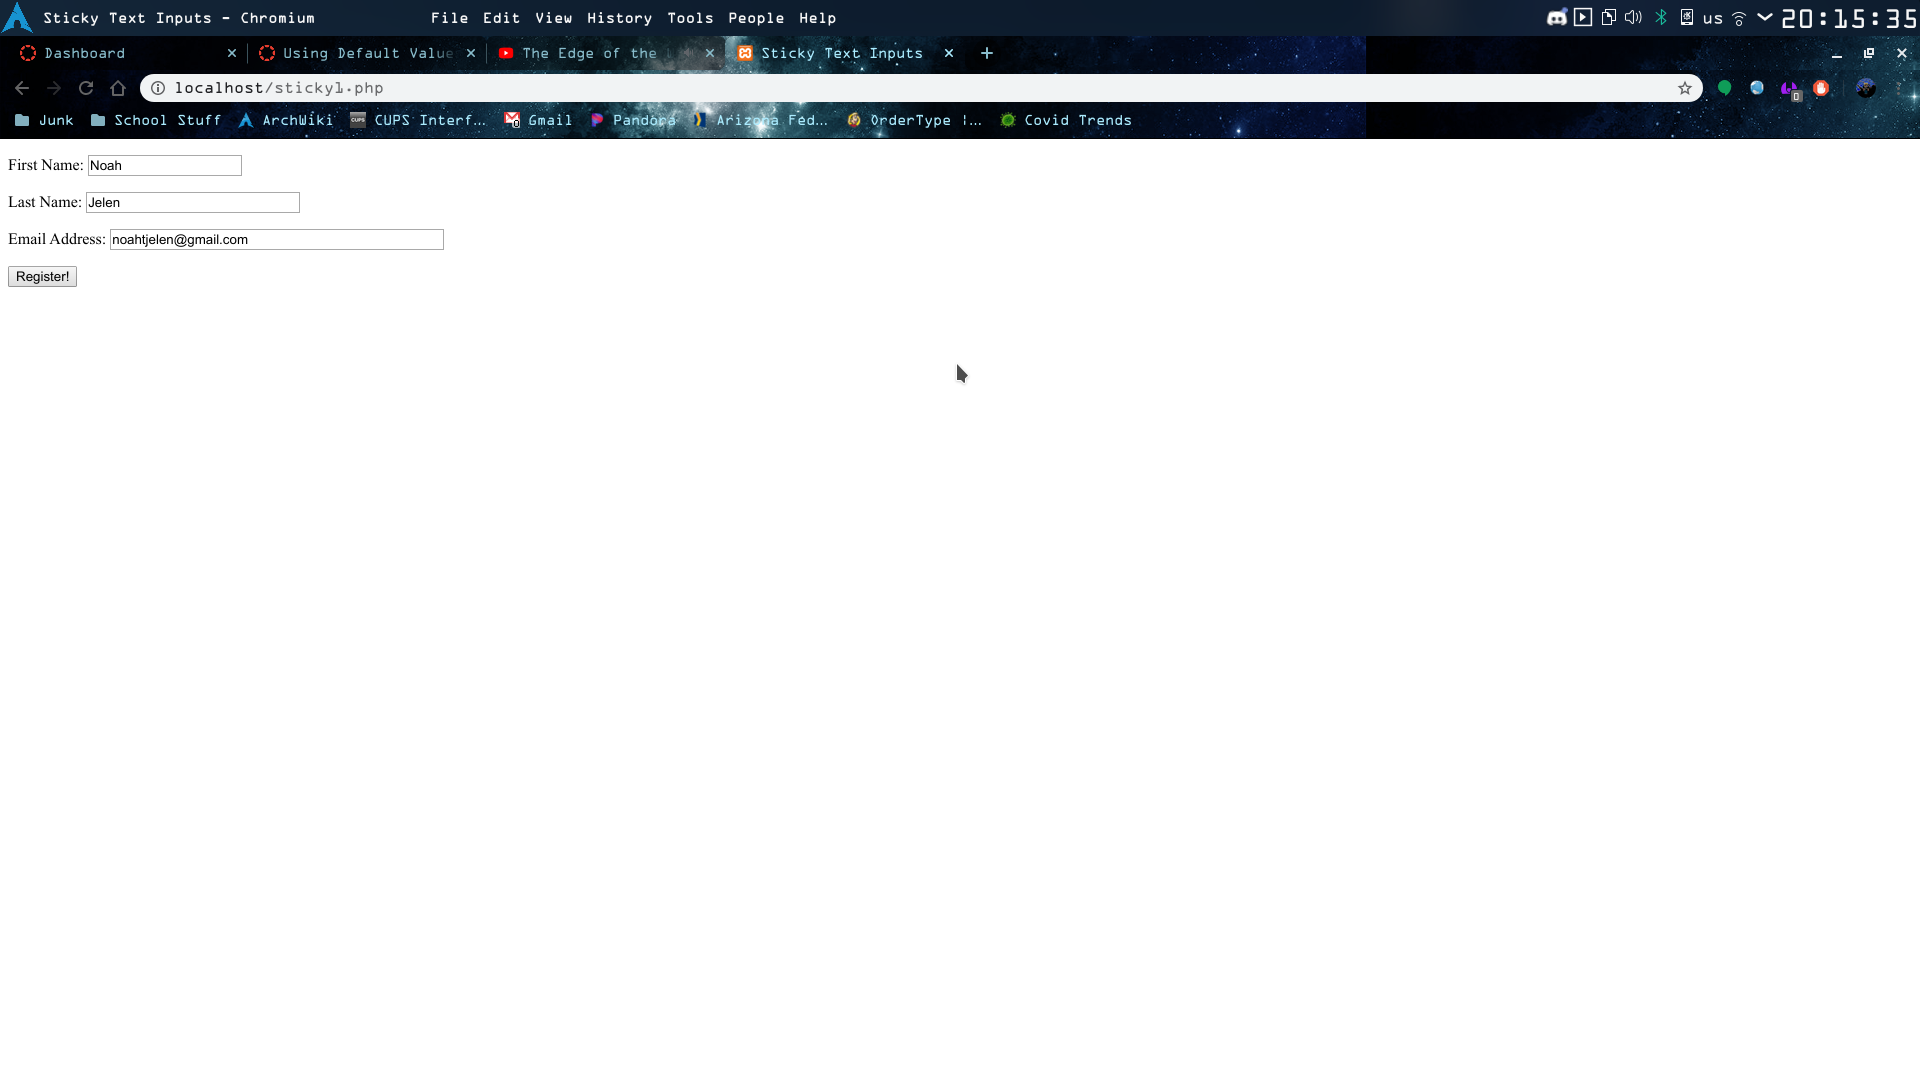 Sticky Text Inputs - Chromium File Edit View History Tools People Help us 20:15:35
Dashboard Using Default Value The Edge of the Sticky Text Inputs
localhost/sticky1.php
Junk School Stuff ArchWiki CUPS CUPS Interf... 0 Gmail Pandora Arizona Fed... OrderType |... Covid Trends
First Name: Noah
Last Name: Jelen
Email Address: noahtjelen@gmail.com
Register!